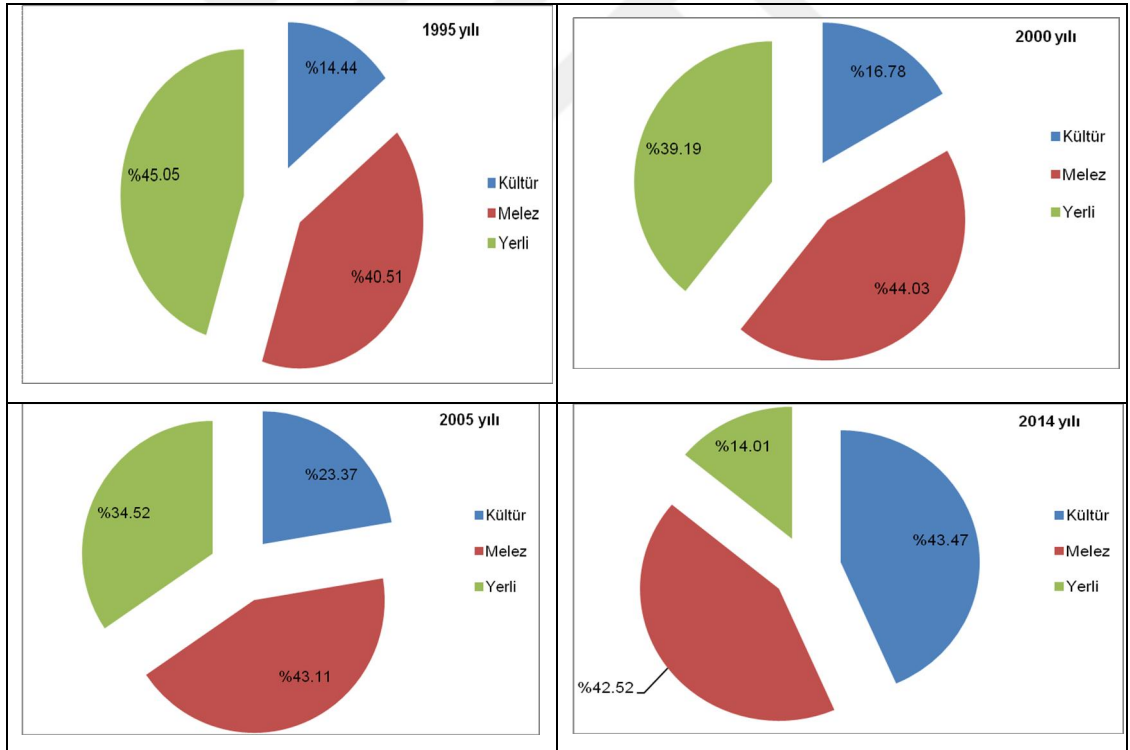 1995 yılı
%14.44
%45.05
%40.51
Kültür
Melez
Yerli
2000 yılı
%16.78
%39.19
%44.03
Kültür
Melez
Yerli
2005 yılı
%23.37
%34.52
%43.11
Kültür
Melez
Yerli
2014 yılı
%14.01
%43.47
%42.52
Kültür
Melez
Yerli